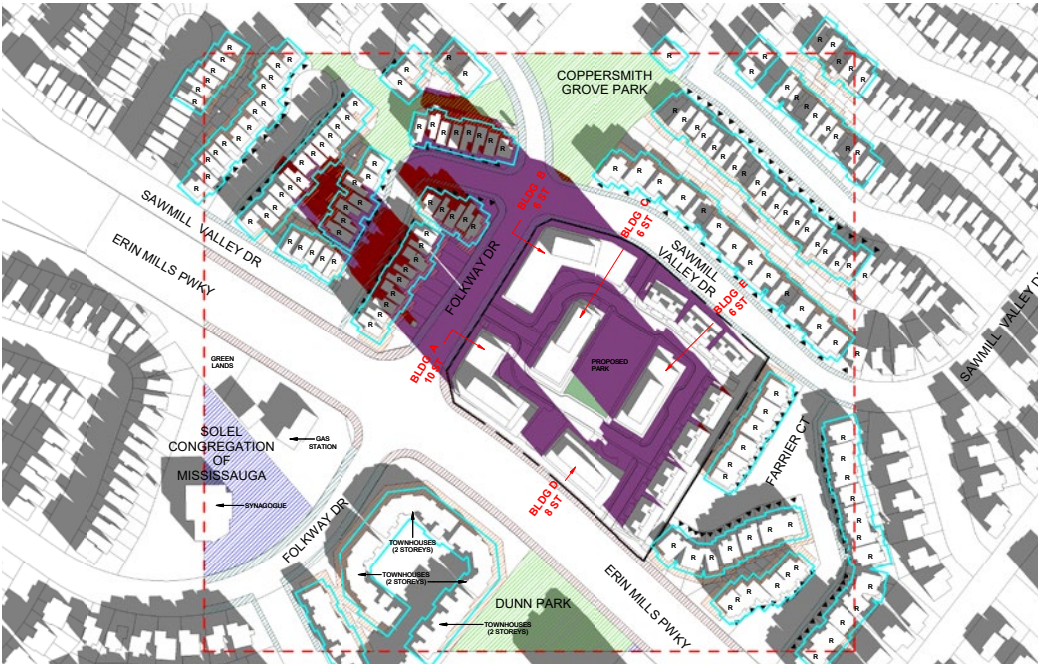 COPPERSMITH
GROVE PARK
SAWMILL VALLEY DR
ERIN MILLS PKWY
BLDG B
6 ST
BLDG C
6 ST
SAWMILL
VALLEY DR
BLDG E
6 ST
FOLKWAY DR
BLDG A
10 ST
PROPOSED
PARK
SAWMILL VALLEY D
GREEN
LANDS
GAS
STATION
SOLEL
CONGREGATION
OF
MISSISSAUGA
SYNAGOGUE
FOLKWAY DR
BLDG D
8 ST
FARRIER CT
TOWNHOUSES
(2 STOREYS)
TOWNHOUSES
(2 STOREYS)
DUNN PARK
TOWNHOUSES
(2 STOREYS)
ERIN MILLS PKWY